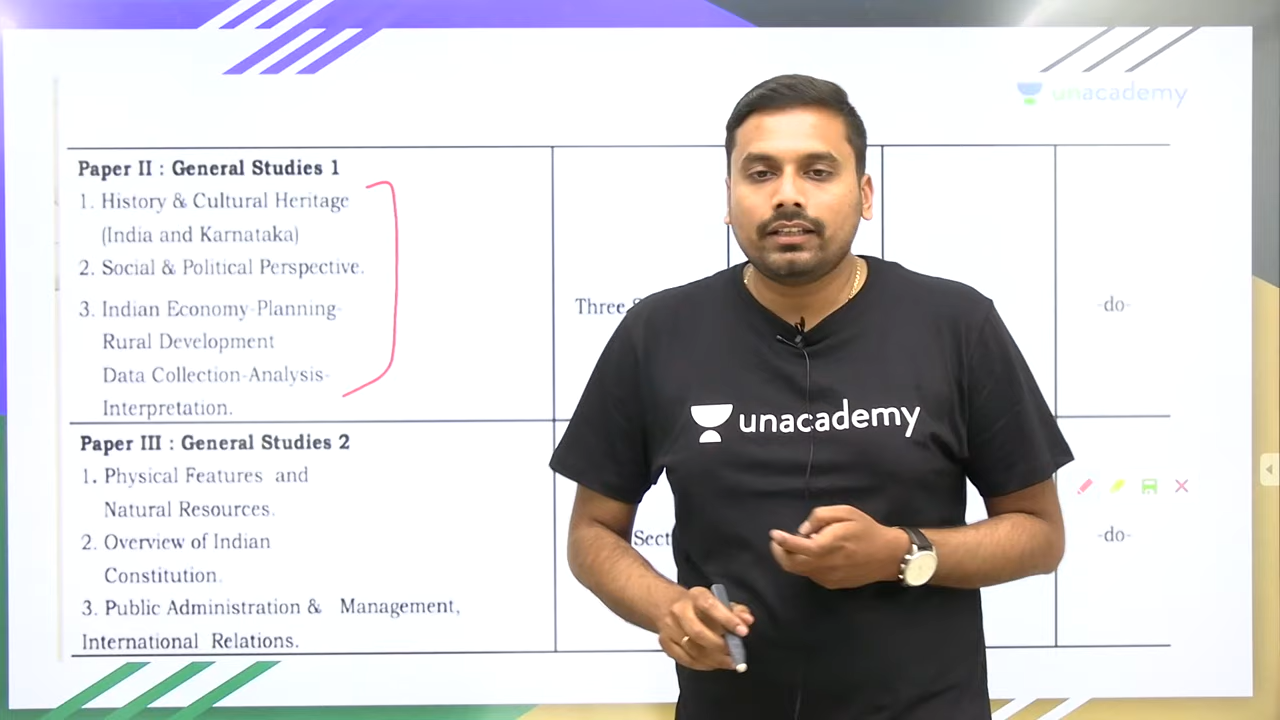 unacademy
Paper II : General Studies 1
1. History & Cultural Heritage
(India and Karnataka)
2. Social & Political Perspective.
3. Indian Economy-Planning-
Rural Development
Data Collection-Analysis-
Interpretation.
Three
-do-
unacademy
Paper III : General Studies 2
1. Physical Features and
Natural Resources.
2. Overview of Indian
Constitution.
3. Public Administration & Management,
International Relations.
-do-